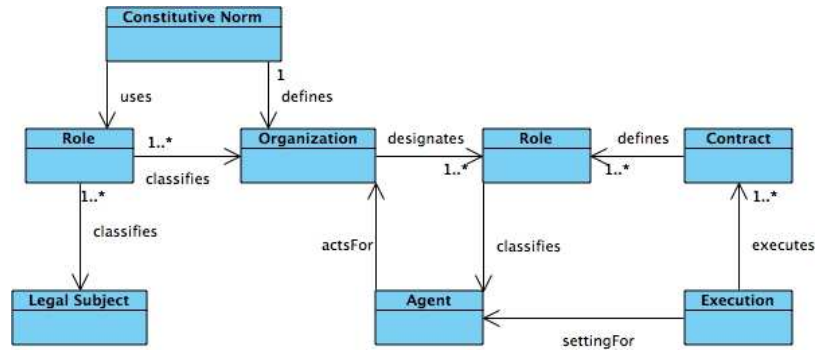 Constitutive Norm
1
uses
defines
Role
1..*
classifies
Organization
designates
1..*
Role
defines
1..*
Contract
1..*
classifies
actsFor
classifies
1..*
executes
Legal Subject
Agent
settingFor
Execution